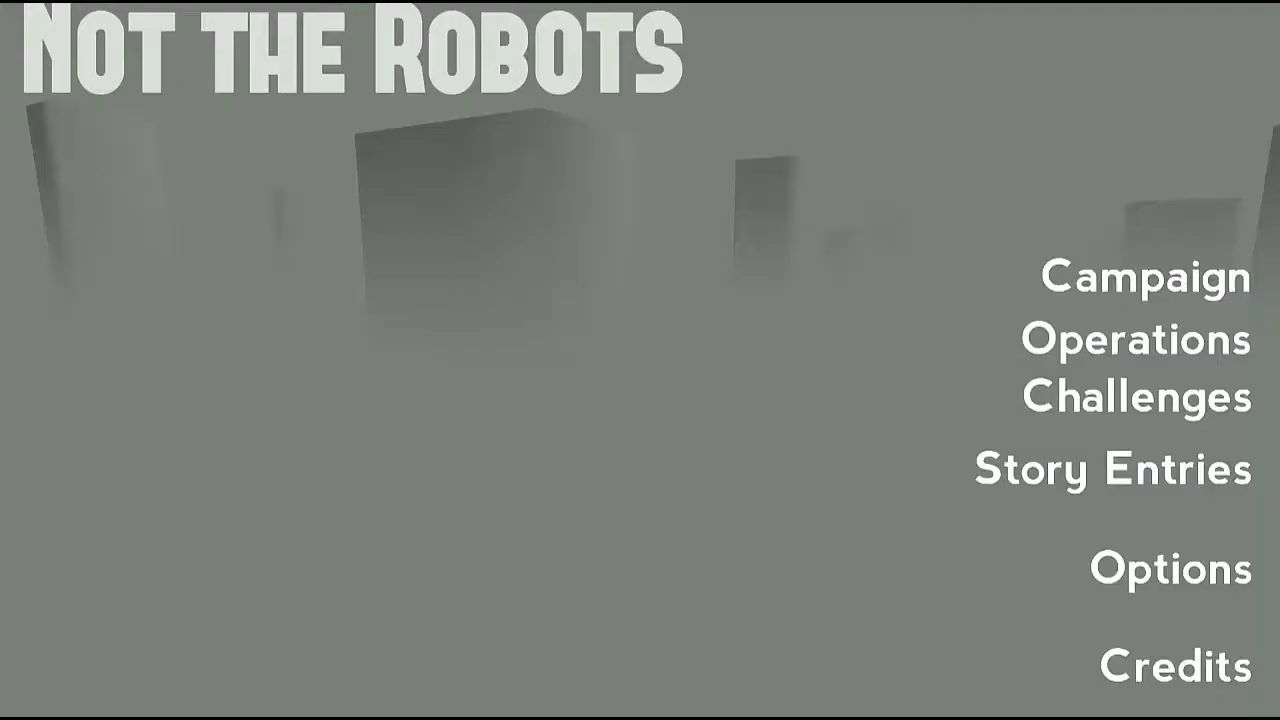 Not the Robots
Campaign
Operations
Challenges
Story Entries
Options
Credits